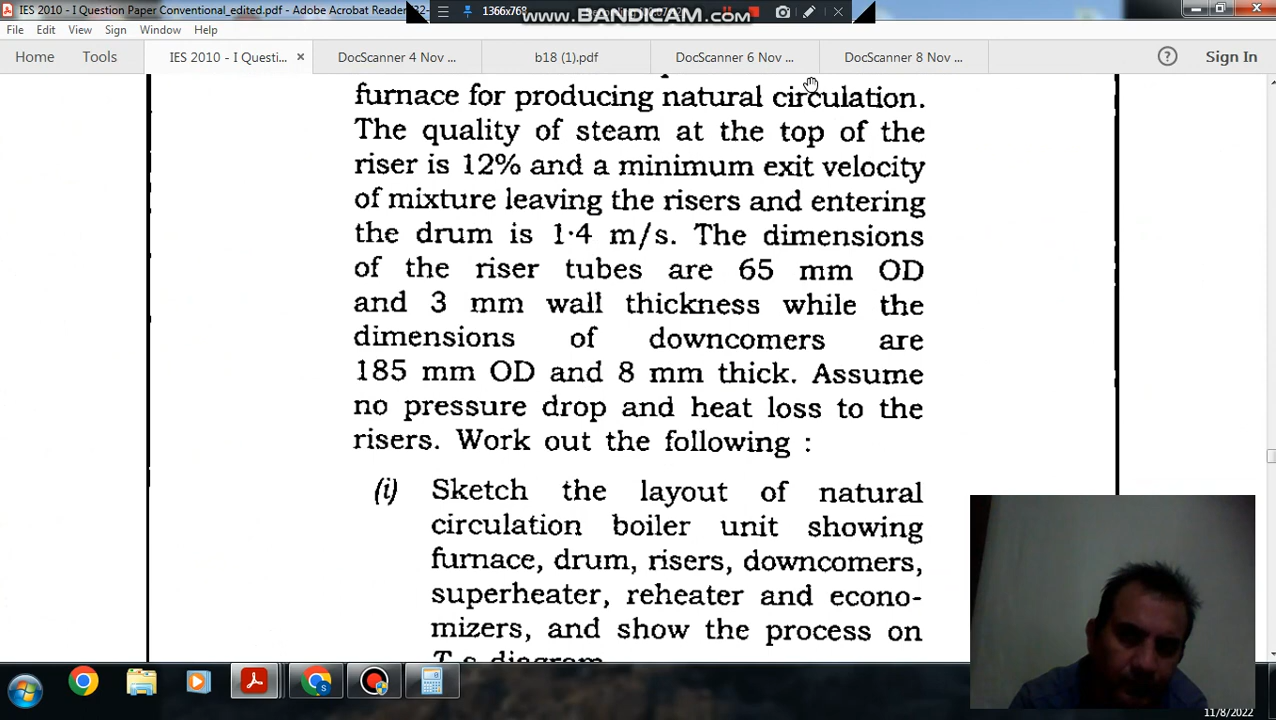 IES 2010 - I Question Paper Conventional_edited.pdf - Adobe Acrobat Reader
1366x768
www.BANDICAM.com
File Edit View Sign Window Help
Home Tools IES 2010 - I Questi... × DocScanner 4 Nov ... b18 (1).pdf DocScanner 6 Nov ... DocScanner 8 Nov ... Sign In
furnace for producing natural circulation.
The quality of steam at the top of the
riser is 12% and a minimum exit velocity
of mixture leaving the risers and entering
the drum is 1·4 m/s. The dimensions
of the riser tubes are 65 mm OD
and 3 mm wall thickness while the
dimensions of downcomers are
185 mm OD and 8 mm thick. Assume
no pressure drop and heat loss to the
risers. Work out the following :
(i) Sketch the layout of natural
circulation boiler unit showing
furnace, drum, risers, downcomers,
superheater, reheater and econo-
mizers, and show the process on
T-s diagram
11/8/2022